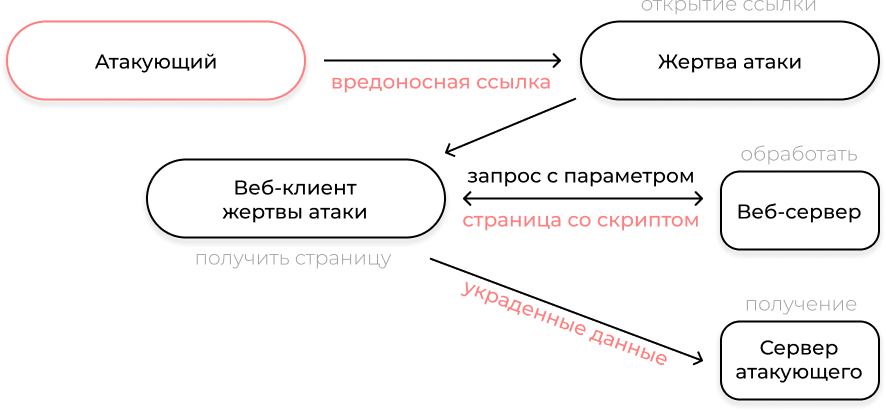 открытие ссылки
Атакующий
вредоносная ссылка
Жертва атаки
Веб-клиент
жертвы атаки
получить страницу
запрос с параметром
страница со скриптом
обработать
Веб-сервер
украденные данные
получение
Сервер
атакующего